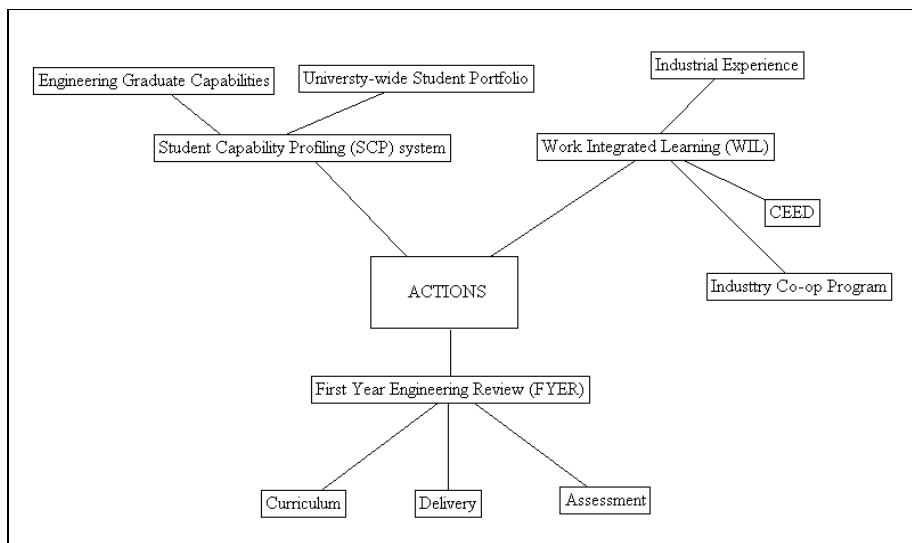 Industrial Experience
Engineering Graduate Capabilities
Universty-wide Student Portfolio
Student Capability Profiling (SCP) system
Work Integrated Learning (WIL)
CEED
ACTIONS
Industtry Co-op Program
First Year Engineering Review (FYER)
Curriculum
Delivery
Assessment